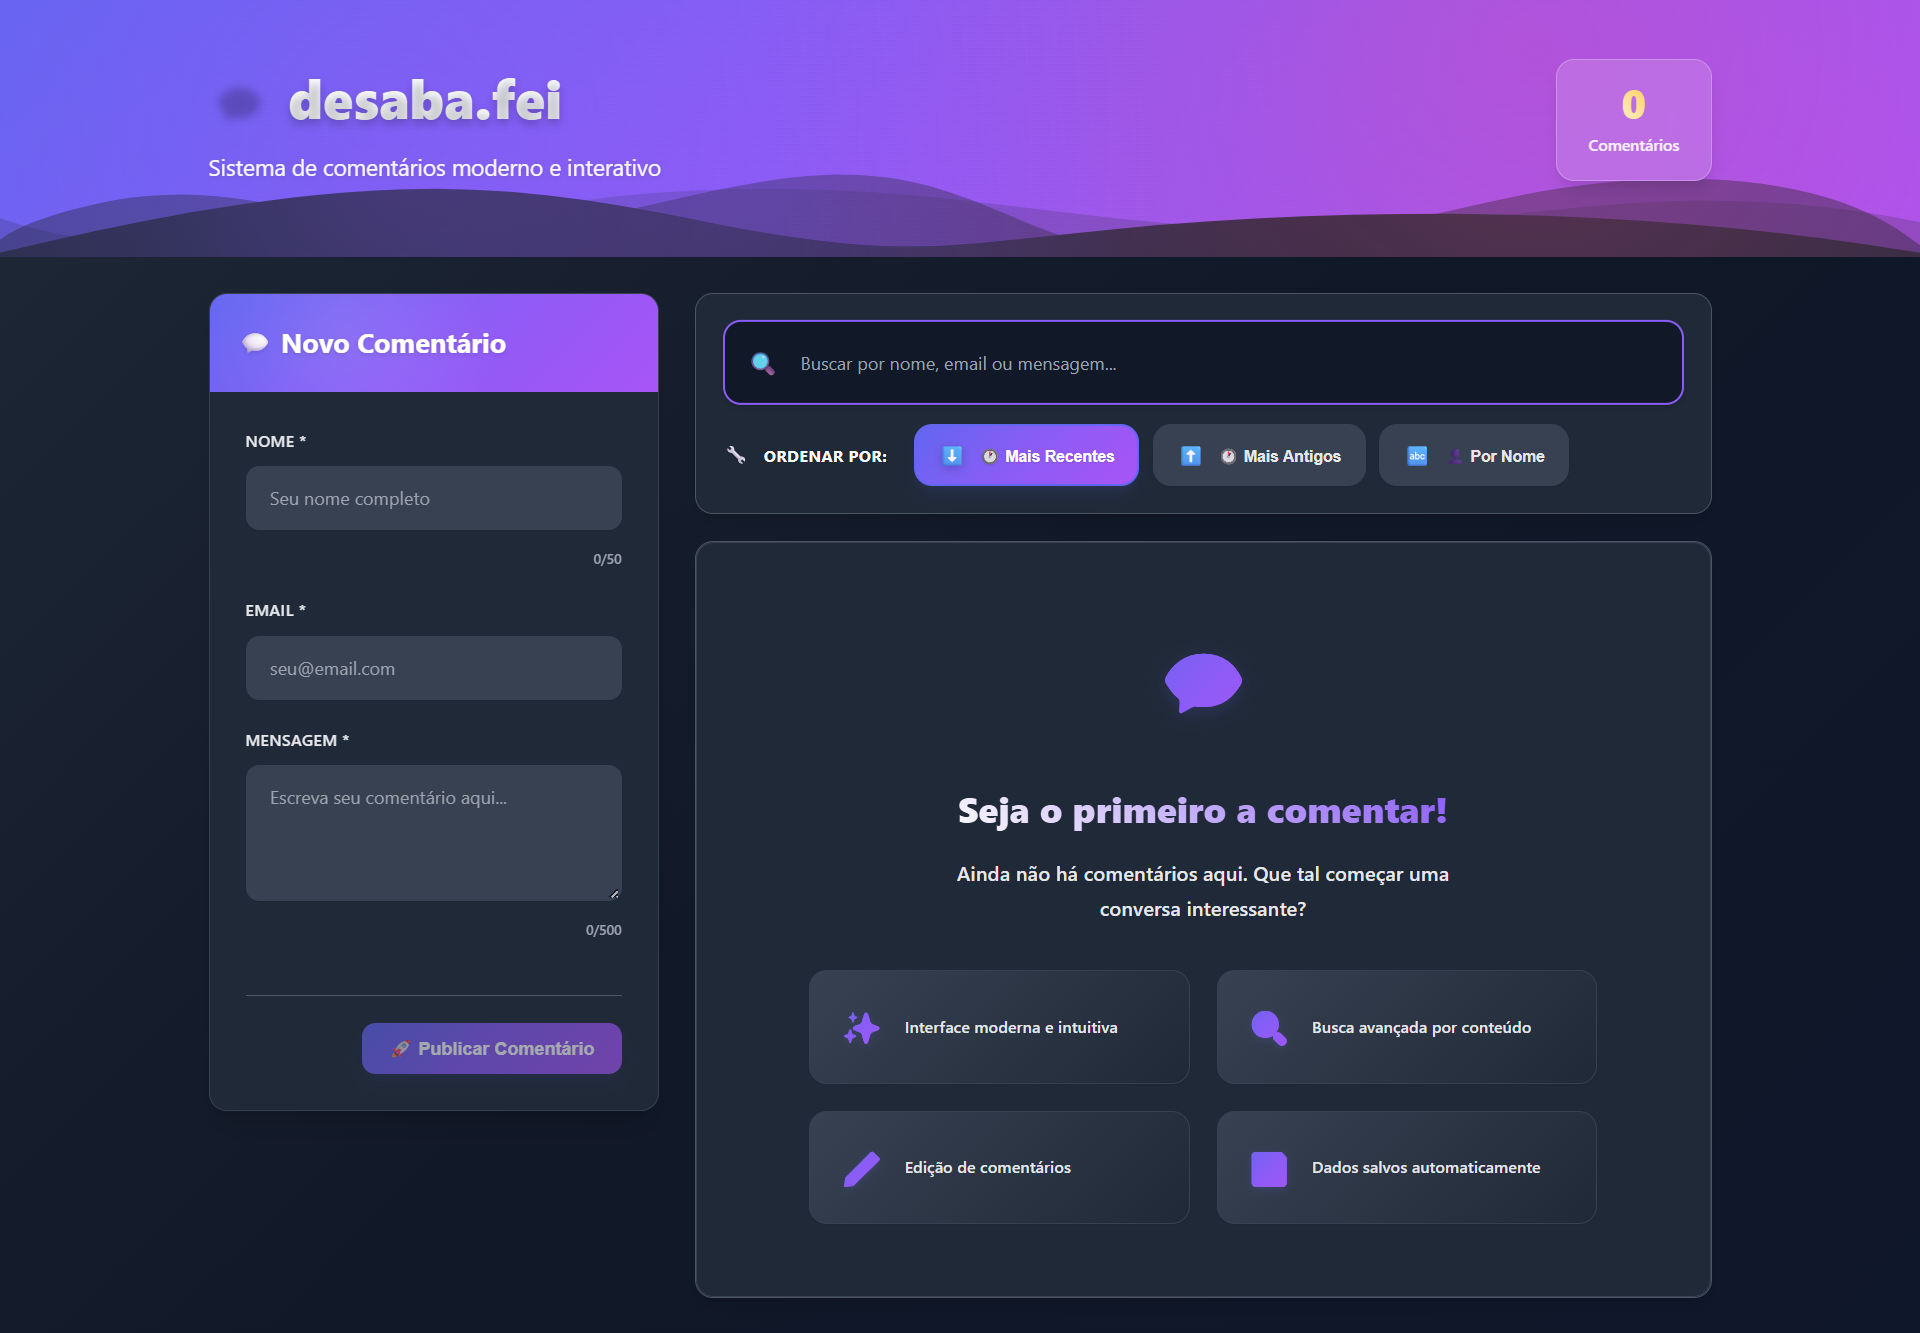 desaba.fei
Sistema de comentários moderno e interativo
0
Comentários
Novo Comentário
NOME *
Seu nome completo
0/50
EMAIL *
seu@email.com
MENSAGEM *
Escreva seu comentário aqui...
0/500
Publicar Comentário
Buscar por nome, email ou mensagem...
ORDENAR POR:
Mais Recentes
Mais Antigos
abc Por Nome
Seja o primeiro a comentar!
Ainda não há comentários aqui. Que tal começar uma
conversa interessante?
Interface moderna e intuitiva
Busca avançada por conteúdo
Edição de comentários
Dados salvos automaticamente